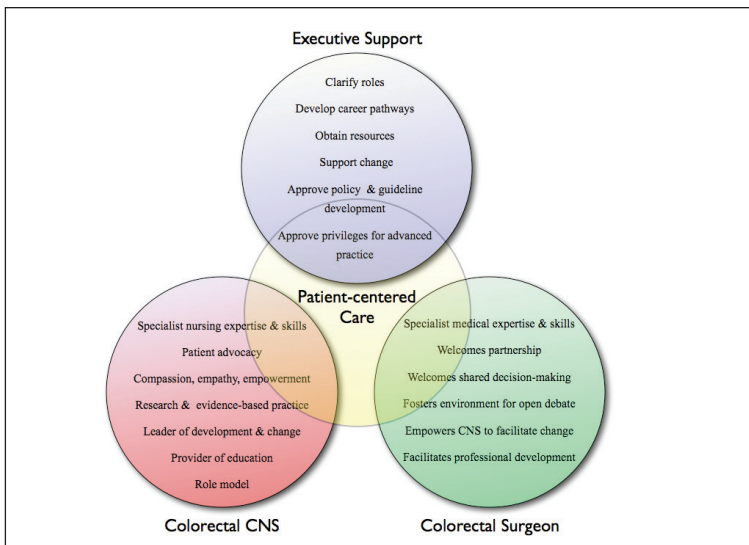 Executive Support
Clarify roles
Develop career pathways
Obtain resources
Support change
Approve policy & guideline
development
Approve privileges for advanced
practice
Patient-centered
Care
Specialist nursing expertise & skills
Patient advocacy
Compassion, empathy, empowerment
Research & evidence-based practice
Leader of development & change
Provider of education
Role model
Colorectal CNS
Specialist medical expertise & skills
Welcomes partnership
Welcomes shared decision-making
Fosters environment for open debate
Empowers CNS to facilitate change
Facilitates professional development
Colorectal Surgeon